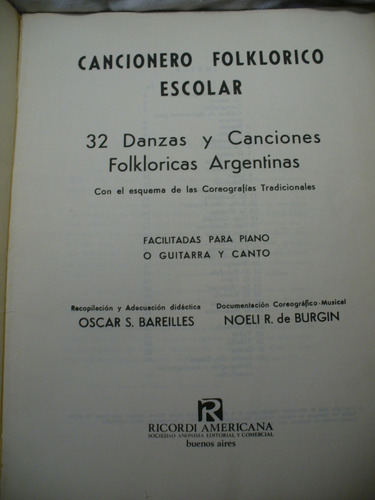 CANCIONERO FOLKLORICO
ESCOLAR
32 Danzas y Canciones
Folkloricas Argentinas
Con el esquema de las Coreografías Tradicionales
FACILITADAS PARA PIANO
O GUITARRA Y CANTO
Recopilación y Adecuación didáctica
OSCAR S. BAREILLES
Documentación Coreográfico-Musical
NOELI R. de BURGIN
R
RICORDI AMERICANA
SOCIEDAD ANONIMA EDITORIAL Y COMERCIAL
buenos aires